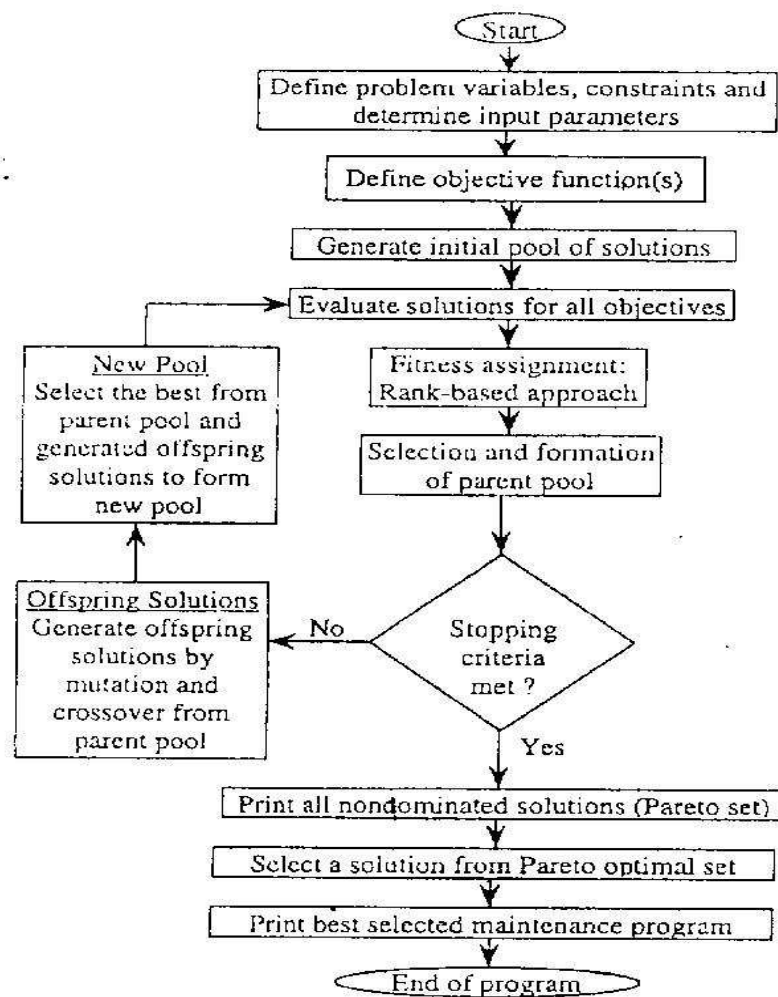 Start
Define problem variables, constraints and
determine input parameters
Define objective function(s)
Generate initial pool of solutions
Evaluate solutions for all objectives
Fitness assignment:
Rank-based approach
Selection and formation
of parent pool
Stopping
criteria
met ?
No
Offspring Solutions
Generate offspring
solutions by
mutation and
crossover from
parent pool
New Pool
Select the best from
parent pool and
generated offspring
solutions to form
new pool
Yes
Print all nondominated solutions (Pareto set)
Select a solution from Pareto optimal set
Print best selected maintenance program
End of program